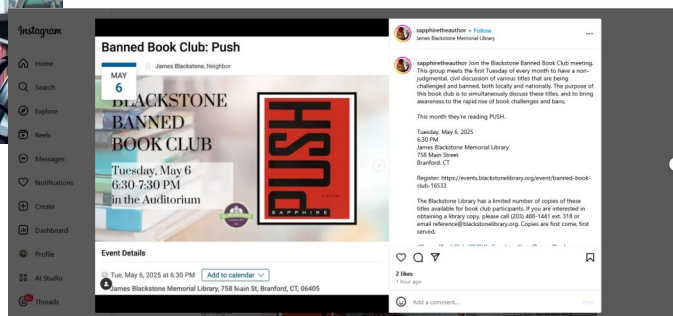 Instagram
Home
Search
Explore
Reels
Messages
Notifications
Create
Dashboard
Profile
AI Studio
Threads
Banned Book Club: Push
James Blackstone, Neighbor
MAY
6
BLACKSTONE
BANNED
BOOK CLUB
Tuesday, May 6
6:30-7:30 PM
in the Auditorium
PUSH
SAPPHIRE
Event Details
Tue, May 6, 2025 at 6:30 PM
Add to calendar
James Blackstone Memorial Library, 758 Main St, Branford, CT, 06405
sapphiretheauthor • Follow
James Blackstone Memorial Library
sapphiretheauthor Join the Blackstone Banned Book Club meeting.
This group meets the first Tuesday of every month to have a non-
judgmental, civil discussion of various titles that are being
challenged and banned, both locally and nationally. The purpose of
this book club is to simultaneously discuss these titles, and to bring
awareness to the rapid rise of book challenges and bans.
This month they're reading PUSH.
Tuesday, May 6, 2025
6:30 PM
James Blackstone Memorial Library
758 Main Street
Branford, CT
Register: https://events.blackstonelibrary.org/event/banned-book-
club-16533
The Blackstone Library has a limited number of copies of these
titles available for book club participants. If you are interested in
obtaining a library copy, please call (203) 488-1441 ext. 318 or
email reference@blackstonelibrary.org. Copies are first come, first
served.
2 likes
1 hour ago
Add a comment...
Post